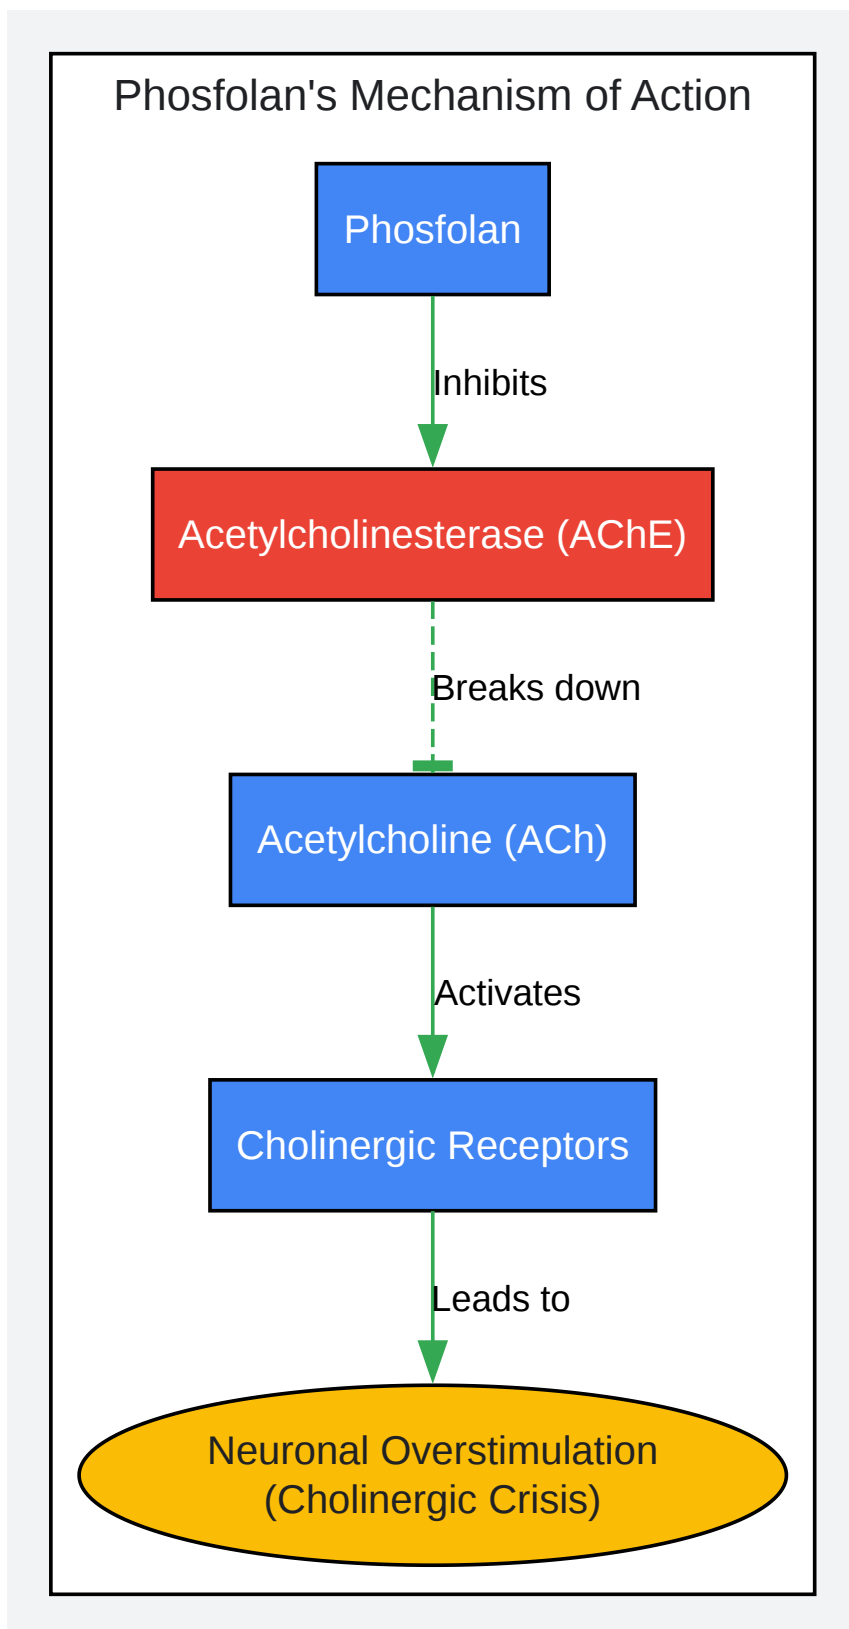 Phosfolan's Mechanism of Action
Phosfolan
Inhibits
Acetylcholinesterase (AChE)
Breaks down
Acetylcholine (ACh)
Activates
Cholinergic Receptors
Leads to
Neuronal Overstimulation
(Cholinergic Crisis)